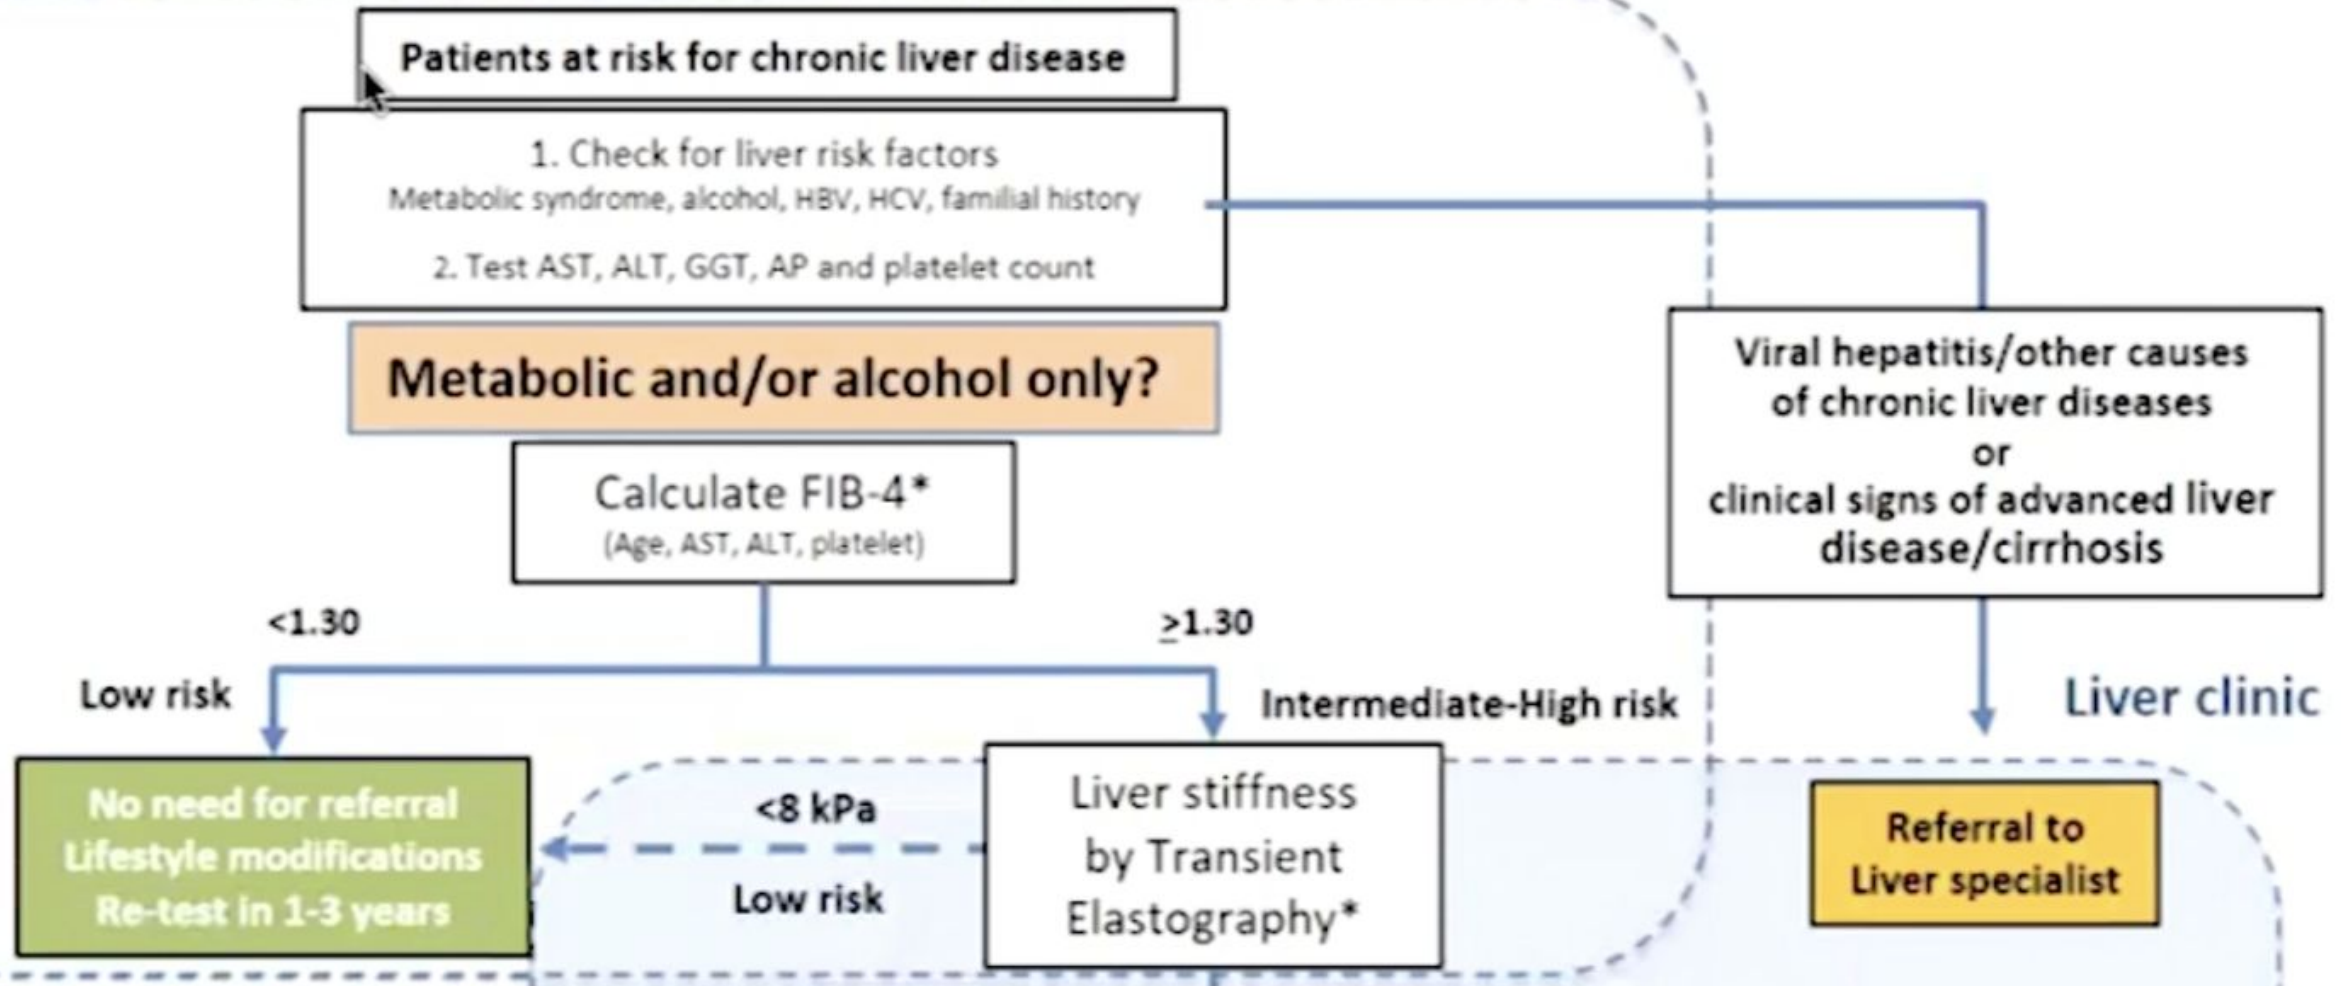 Patients at risk for chronic liver disease
1. Check for liver risk factors
Metabolic syndrome, alcohol, HBV, HCV, familial history
2. Test AST, ALT, GGT, AP and platelet count
Metabolic and/or alcohol only?
Viral hepatitis/other causes
of chronic liver diseases
or
clinical signs of advanced liver
disease/cirrhosis
Calculate FIB-4*
(Age, AST, ALT, platelet)
<1.30
≥1.30
Low risk
Intermediate-High risk
Liver clinic
No need for referral
Lifestyle modifications
Re-test in 1-3 years
<8 kPa
Low risk
Liver stiffness
by Transient
Elastography*
Referral to
Liver specialist